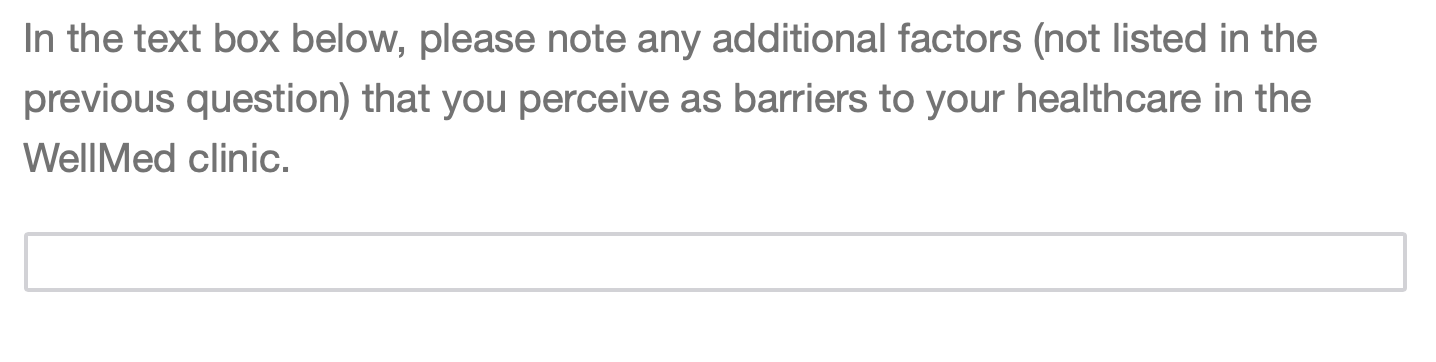 In the text box below, please note any additional factors (not listed in the
previous question) that you perceive as barriers to your healthcare in the
WellMed clinic.